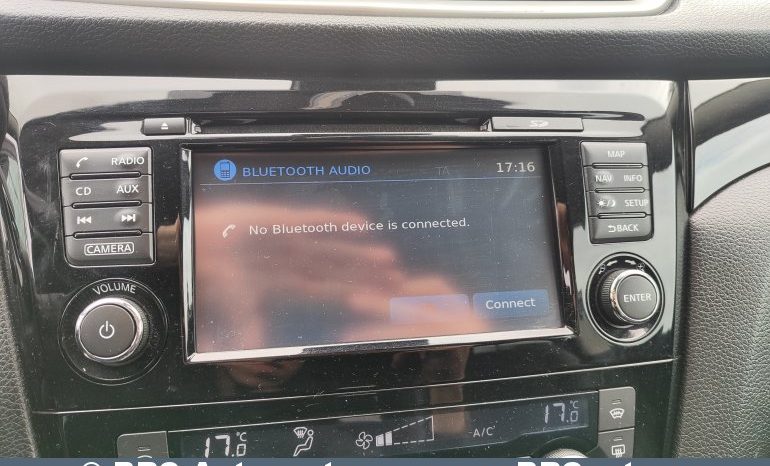 BLUETOOTH AUDIO TA 17:16
No Bluetooth device is connected.
Connect
RADIO
CD AUX
CAMERA
VOLUME
SD
MAP
NAV INFO
SETUP
BACK
ENTER
17.0°C
A/C
17.0°C